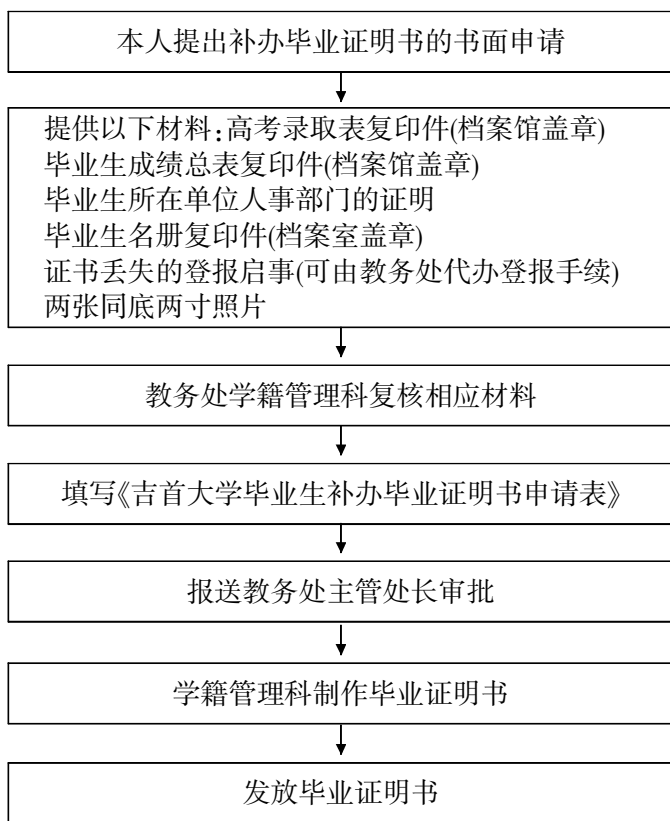 本人提出补办毕业证明书的书面申请
提供以下材料:高考录取表复印件(档案馆盖章)
毕业生成绩总表复印件(档案馆盖章)
毕业生所在单位人事部门的证明
毕业生名册复印件(档案室盖章)
证书丢失的登报启事(可由教务处代办登报手续)
两张同底两寸照片
教务处学籍管理科复核相应材料
填写《吉首大学毕业生补办毕业证明书申请表》
报送教务处主管处长审批
学籍管理科制作毕业证明书
发放毕业证明书